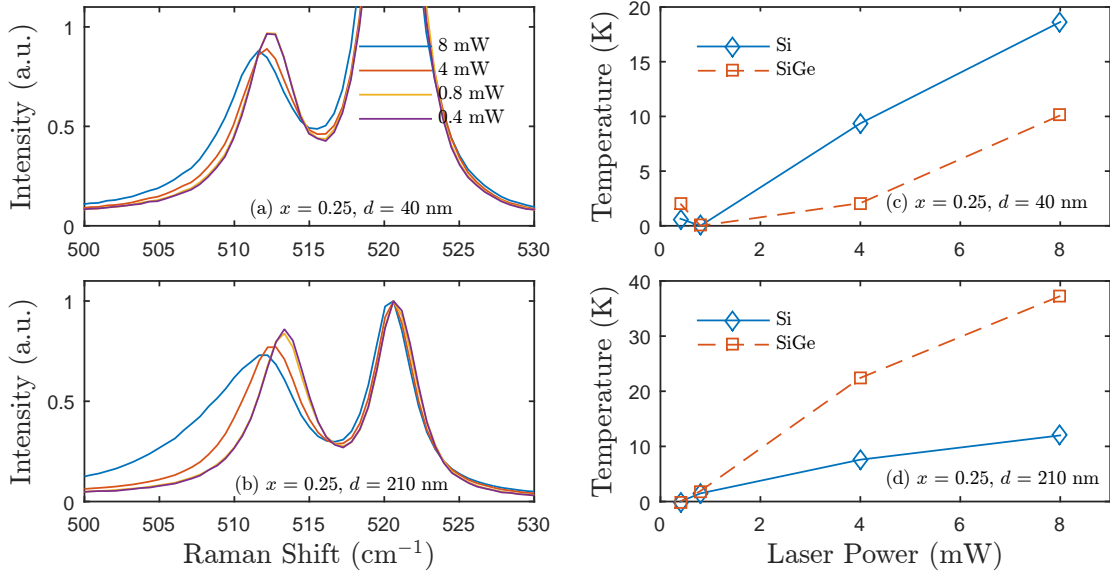 Intensity (a.u.)
1
0.5
0
8 mW
4 mW
0.8 mW
0.4 mW
(a) x = 0.25, d = 40 nm
500 505 510 515 520 525 530
Temperature (K)
20
15
10
5
0
Si
SiGe
(c) x = 0.25, d = 40 nm
0 2 4 6 8
Intensity (a.u.)
1
0.5
0
(b) x = 0.25, d = 210 nm
500 505 510 515 520 525 530
Raman Shift (cm⁻¹)
Temperature (K)
40
30
20
10
0
Si
SiGe
(d) x = 0.25, d = 210 nm
0 2 4 6 8
Laser Power (mW)